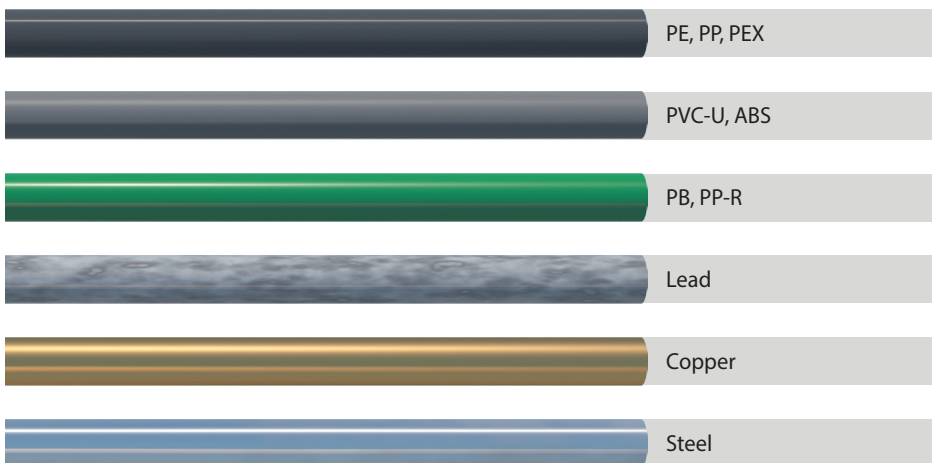 PE, PP, PEX
PVC-U, ABS
PB, PP-R
Lead
Copper
Steel